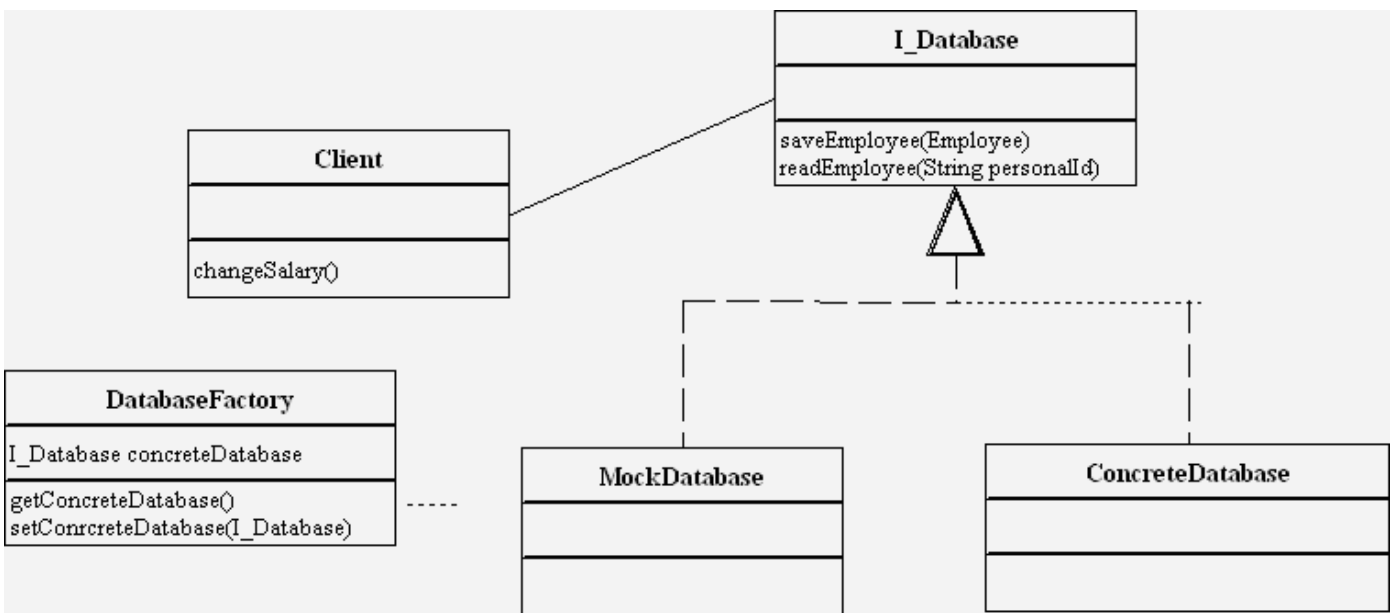 I_Database
saveEmployee(Employee)
readEmployee(String personalId)
Client
changeSalary()
DatabaseFactory
I_Database concreteDatabase
getConcreteDatabase()
setConrcreteDatabase(I_Database)
MockDatabase
ConcreteDatabase